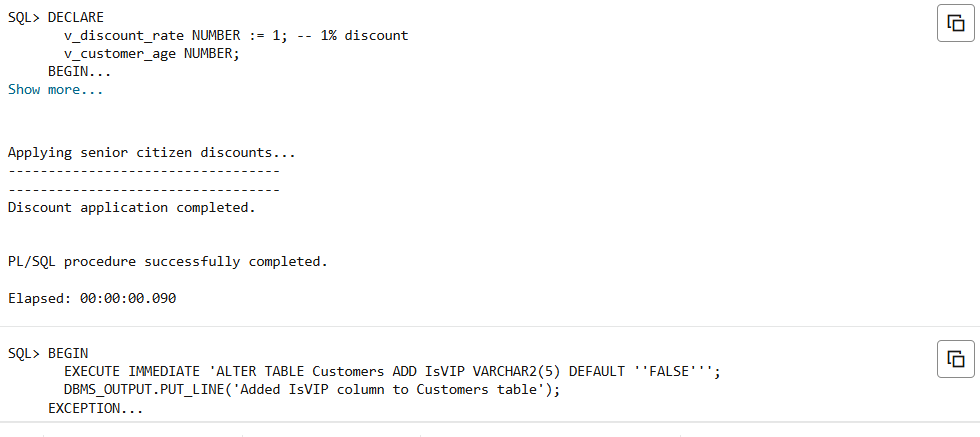 SQL> DECLARE
       v_discount_rate NUMBER := 1; -- 1% discount
       v_customer_age NUMBER;
     BEGIN...
Show more...
Applying senior citizen discounts...
----------------------------------
----------------------------------
Discount application completed.
PL/SQL procedure successfully completed.
Elapsed: 00:00:00.090
SQL> BEGIN
       EXECUTE IMMEDIATE 'ALTER TABLE Customers ADD IsVIP VARCHAR2(5) DEFAULT ''FALSE''';
       DBMS_OUTPUT.PUT_LINE('Added IsVIP column to Customers table');
     EXCEPTION...